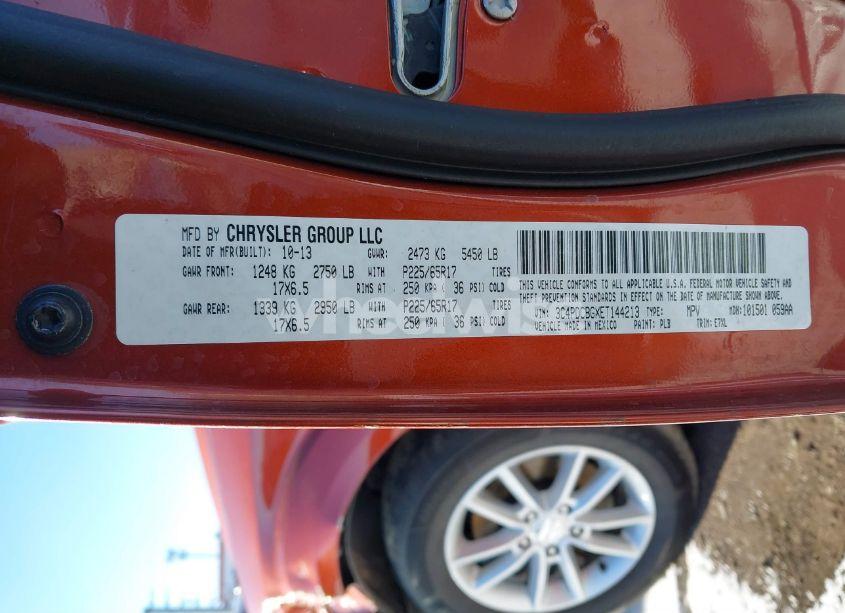 MFD BY CHRYSLER GROUP LLC
DATE OF MFR(BUILT): 10-13 GVWR: 2473 KG 5450 LB
GAWR FRONT: 1248 KG 2750 LB WITH P225/65R17 TIRES
17X6.5 RIMS AT 250 KPA ( 36 PSI) COLD
GAWR REAR: 1339 KG 2950 LB WITH P225/65R17 TIRES
17X6.5 RIMS AT 250 KPA ( 36 PSI) COLD
THIS VEHICLE CONFORMS TO ALL APPLICABLE U.S.A. FEDERAL MOTOR VEHICLE SAFETY AND
THEFT PREVENTION STANDARDS IN EFFECT ON THE DATE OF MANUFACTURE SHOWN ABOVE.
VIN: 3C4PDCBGXET144213 TYPE: MPV MDH: 101501 059AA
VEHICLE MADE IN MEXICO PAINT: PLB TRIM: E7XL